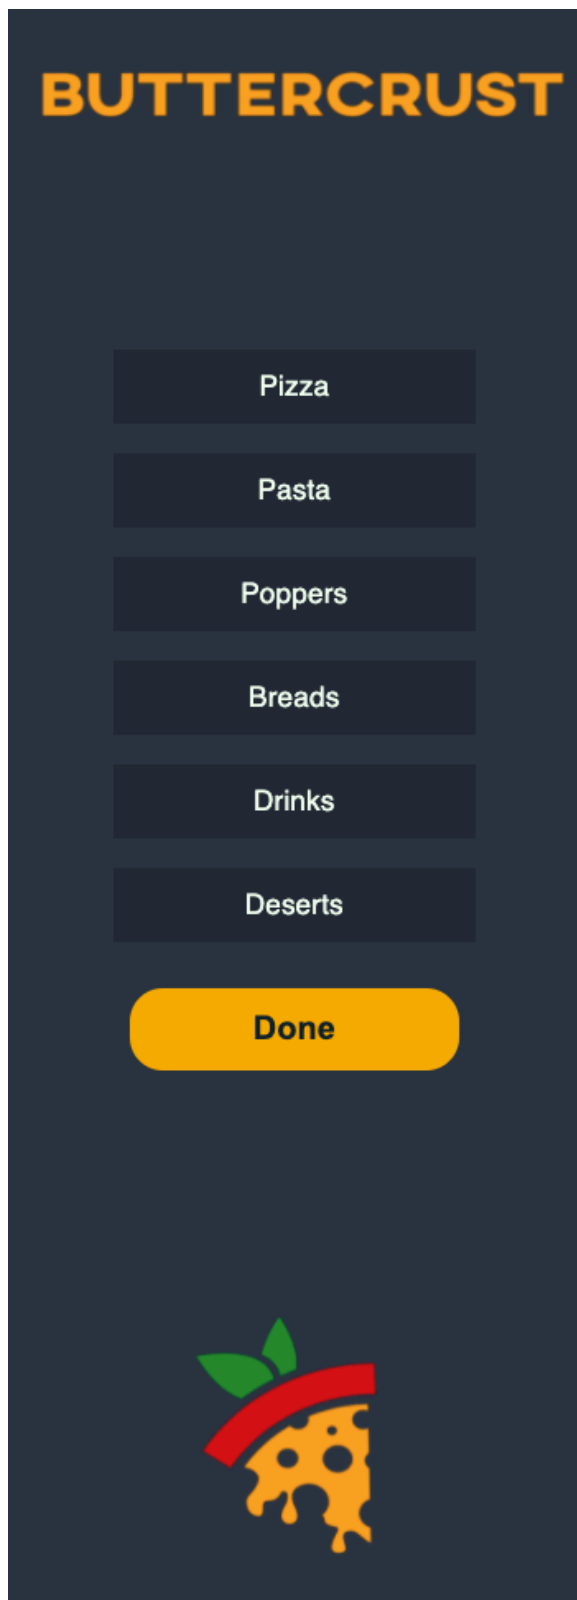 BUTTERCRUST
Pizza
Pasta
Poppers
Breads
Drinks
Deserts
Done